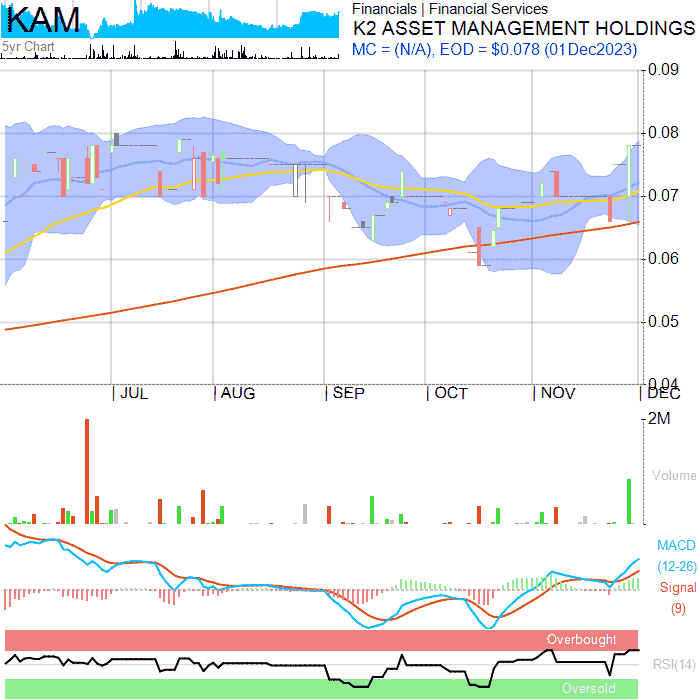 KAM
5yr Chart
Financials | Financial Services
K2 ASSET MANAGEMENT HOLDINGS
MC = (N/A), EOD = $0.078 (01Dec2023)
0.09
0.08
0.07
0.06
0.05
0.04
JUL AUG SEP OCT NOV DEC
2M
Volume
MACD
(12-26)
Signal
(9)
Overbought
RSI(14)
Oversold